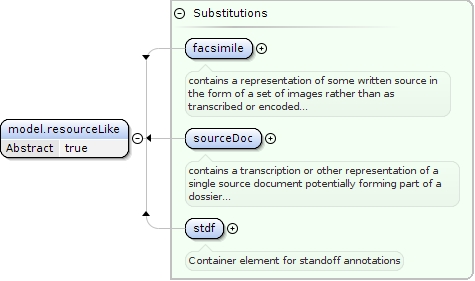 Substitutions
facsimile
contains a representation of some written source in
the form of a set of images rather than as
transcribed or encoded...
model.resourceLike
Abstract true
sourceDoc
contains a transcription or other representation of a
single source document potentially forming part of a
dossier...
stdf
Container element for standoff annotations